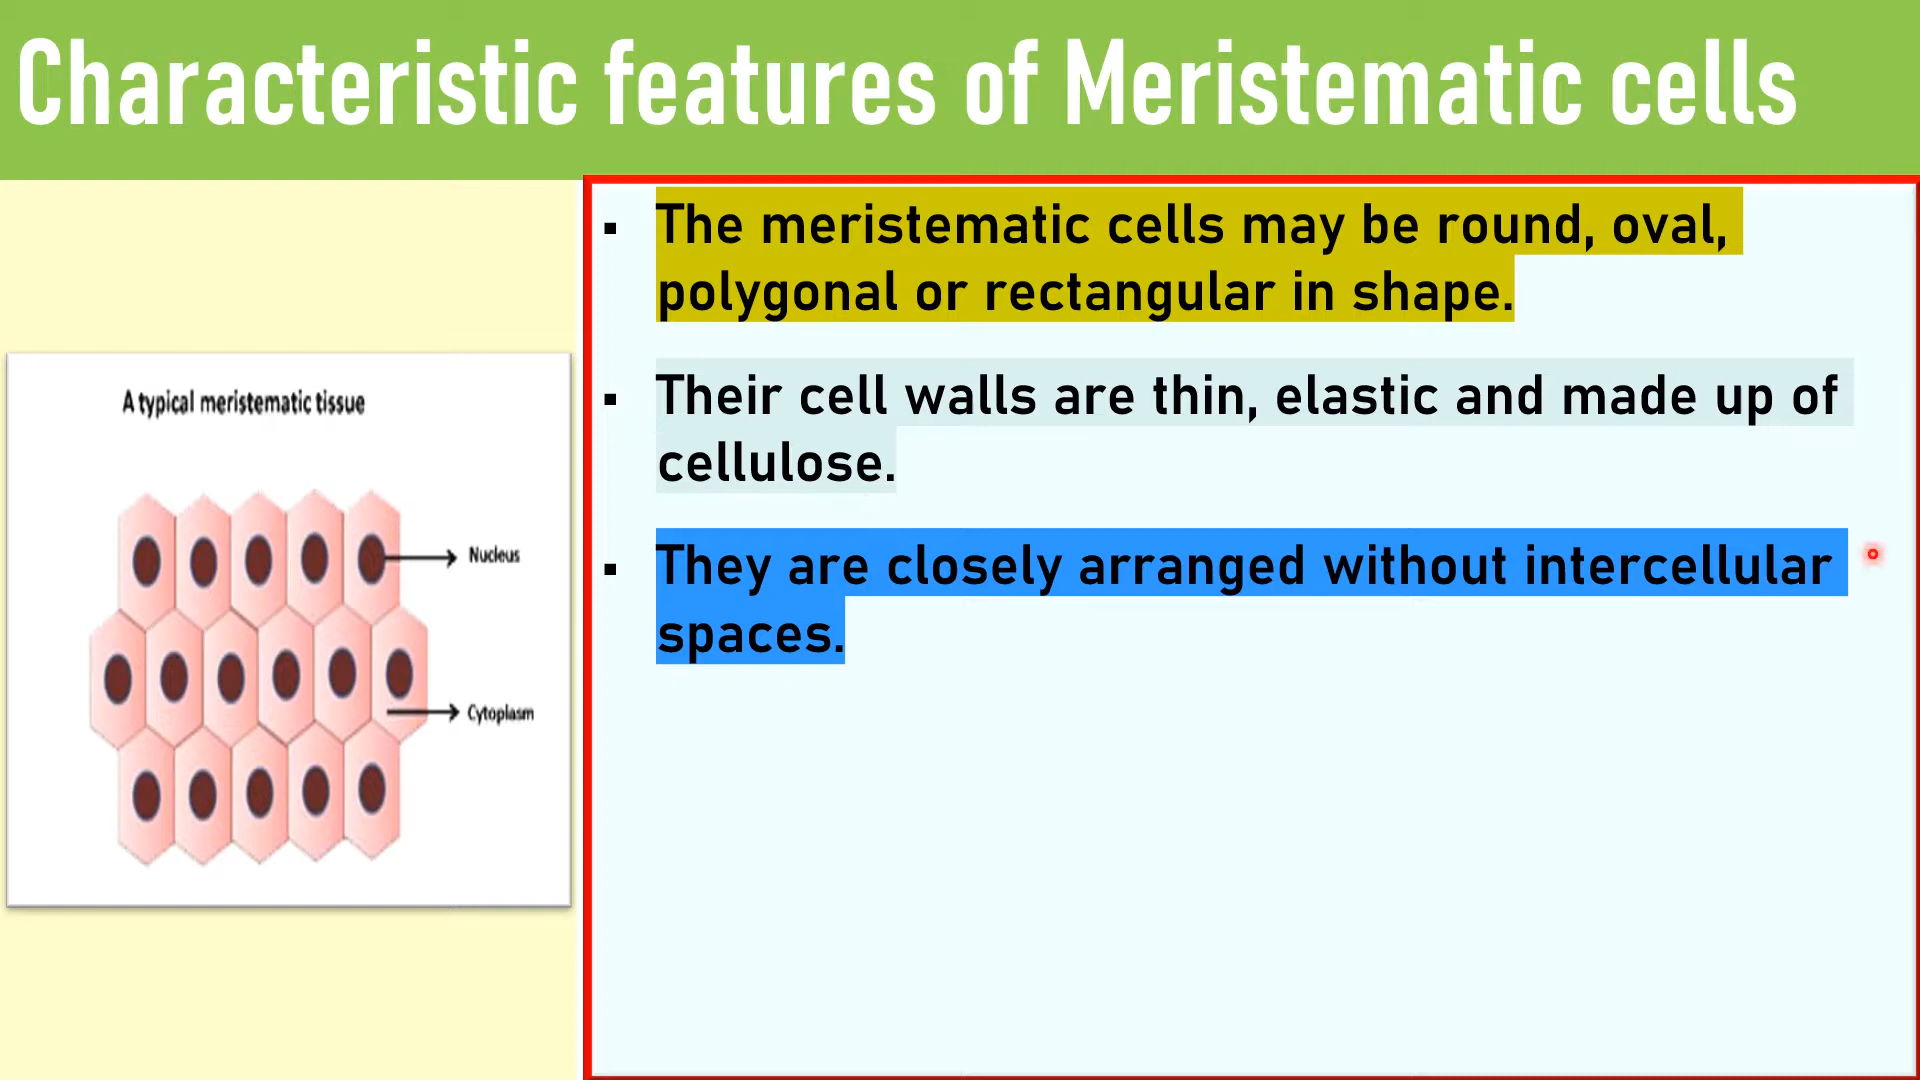 Characteristic features of Meristematic cells
▪ The meristematic cells may be round, oval,
polygonal or rectangular in shape.
▪ Their cell walls are thin, elastic and made up of
cellulose.
▪ They are closely arranged without intercellular
spaces.
A typical meristematic tissue
Nucleus
Cytoplasm